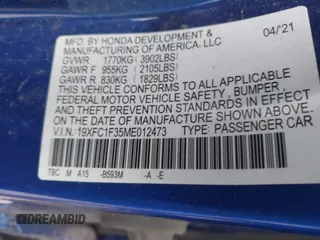 MFD. BY HONDA DEVELOPMENT & 04/21
MANUFACTURING OF AMERICA, LLC
GVWR 1770KG(3902LBS)
GAWR F 955KG(2105LBS)
GAWR R 830KG(1829LBS)
THIS VEHICLE CONFORMS TO ALL APPLICABLE
FEDERAL MOTOR VEHICLE SAFETY, BUMPER,
AND THEFT PREVENTION STANDARDS IN EFFECT
ON THE DATE OF MANUFACTURE SHOWN ABOVE.
V.I.N.: 19XFC1F35ME012473 TYPE: PASSENGER CAR
TBC M A15 -B593M -A -E
DREAMBID